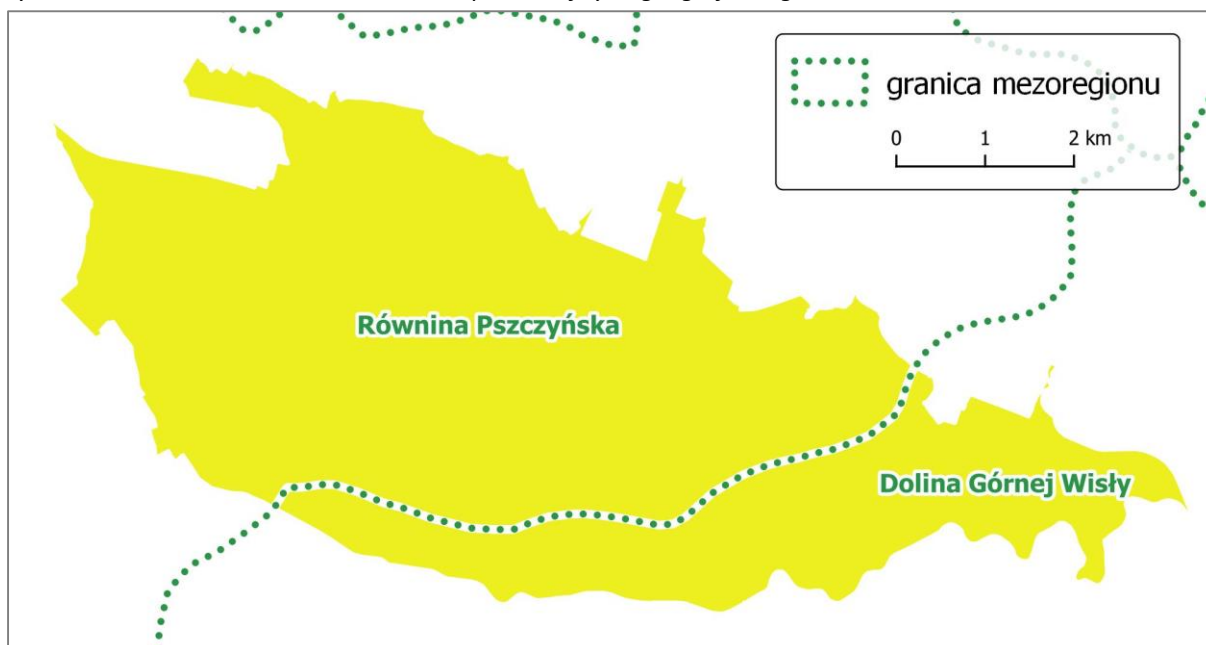 granica mezoregionu
0 1 2 km
Równina Pszczyńska
Dolina Górnej Wisły